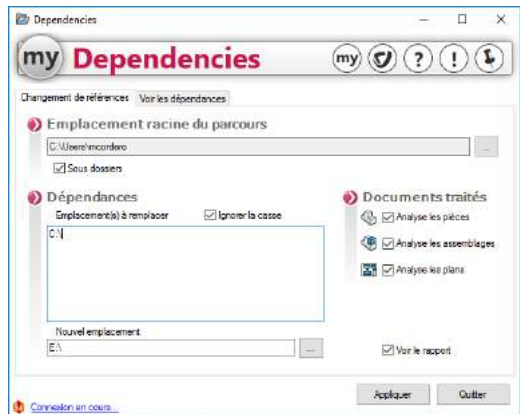 Dependencies
my Dependencies
my ? !
Changement de références Voir les dépendances
Emplacement racine du parcours
C:\Users\mcordero
...
Sous dossiers
Dépendances
Emplacement(s) à remplacer Ignorer la casse
C:\
Nouvel emplacement
E:\
...
Documents traités
Analyse les pièces
Analyse les assemblages
Analyse les plans
Voir le rapport
Appliquer Quitter
Connexion en cours...